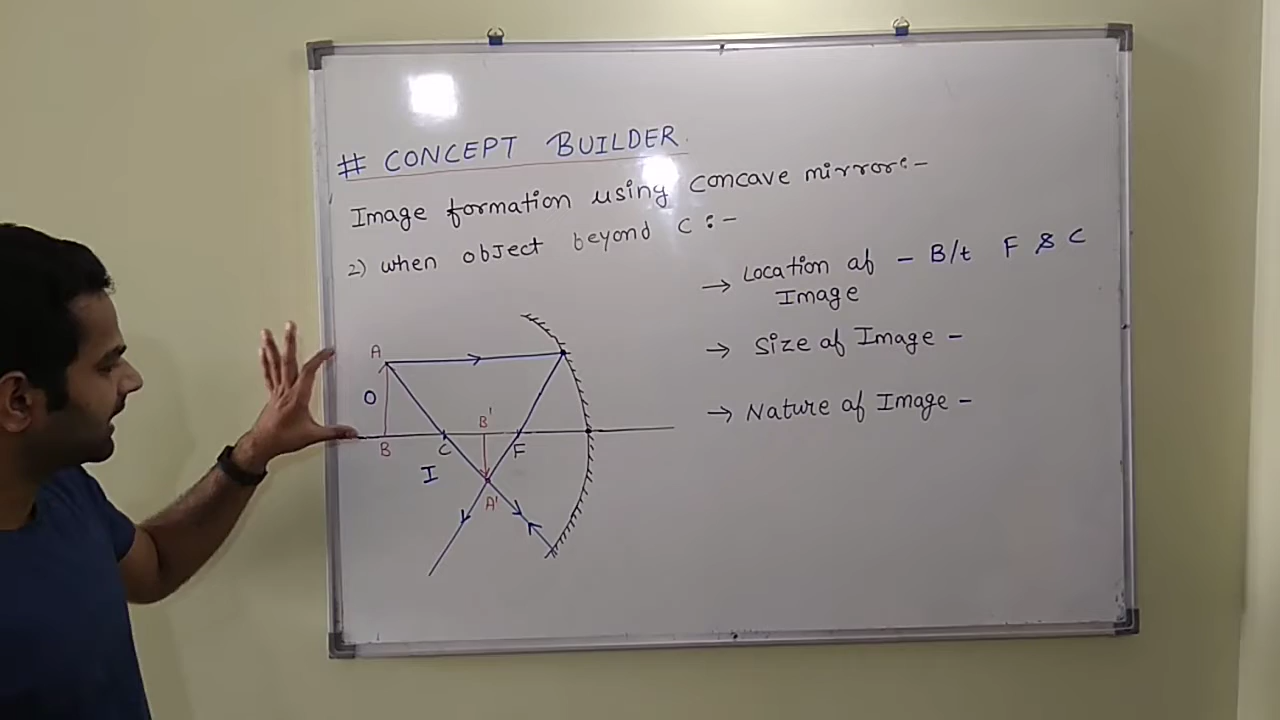 # CONCEPT BUILDER
Image formation using concave mirror:-
2) when object beyond C :-
→ Location of - B/t F & C
Image
→ Size of Image -
→ Nature of Image -
A
O
B
C
I
B'
F
A'